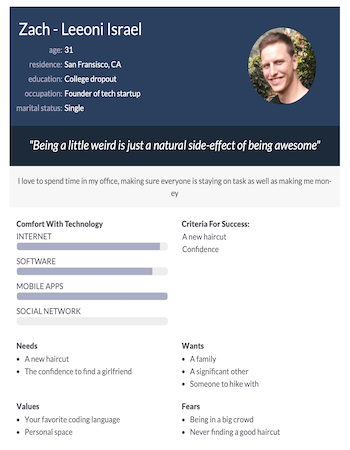 Zach - Leeoni Israel
age: 31
residence: San Fransisco, CA
education: College dropout
occupation: Founder of tech startup
marital status: Single
"Being a little weird is just a natural side-effect of being awesome"
I love to spend time in my office, making sure everyone is staying on task as well as making me mon-
ey
Comfort With Technology
INTERNET
SOFTWARE
MOBILE APPS
SOCIAL NETWORK
Criteria For Success:
A new haircut
Confidence
Needs
• A new haircut
• The confidence to find a girlfriend
Wants
• A family
• A significant other
• Someone to hike with
Values
• Your favorite coding language
• Personal space
Fears
• Being in a big crowd
• Never finding a good haircut